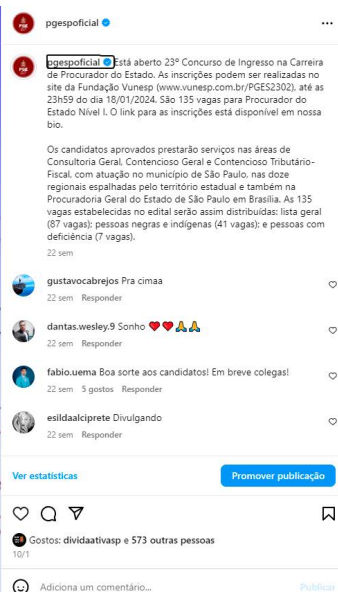 pgespoficial
pgespoficial Está aberto 23º Concurso de Ingresso na Carreira
de Procurador do Estado. As inscrições podem ser realizadas no
site da Fundação Vunesp (www.vunesp.com.br/PGES2302), até as
23h59 do dia 18/01/2024. São 135 vagas para Procurador do
Estado Nível I. O link para as inscrições está disponível em nossa
bio.
Os candidatos aprovados prestarão serviços nas áreas de
Consultoria Geral, Contencioso Geral e Contencioso Tributário-
Fiscal, com atuação no município de São Paulo, nas doze
regionais espalhadas pelo território estadual e também na
Procuradoria Geral do Estado de São Paulo em Brasília. As 135
vagas estabelecidas no edital serão assim distribuídas: lista geral
(87 vagas); pessoas negras e indígenas (41 vagas); e pessoas com
deficiência (7 vagas).
22 sem
gustavocabrejos Pra cimaa
22 sem Responder
dantas.wesley.9 Sonho ❤️❤️🙏🙏
22 sem Responder
fabio.uema Boa sorte aos candidatos! Em breve colegas!
22 sem 5 gostos Responder
esildaalciprete Divulgando
22 sem Responder
Ver estatísticas Promover publicação
Gostos: dividaativasp e 573 outras pessoas
10/1
Adiciona um comentário... Publicar